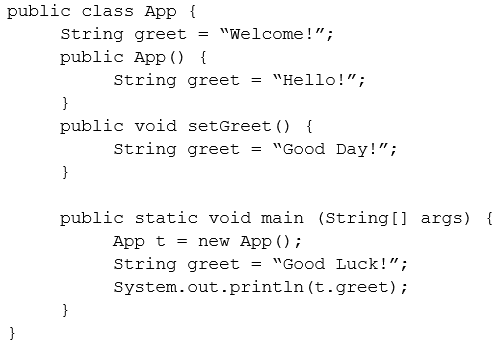 public class App {
String greet = “Welcome!”;
public App() {
String greet = “Hello!”;
}
public void setGreet() {
String greet = “Good Day!”;
}
public static void main (String[] args) {
App t = new App();
String greet = “Good Luck!”;
System.out.println(t.greet);
}
}